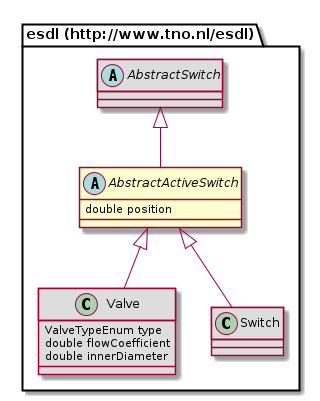 esdl (http://www.tno.nl/esdl)
A AbstractSwitch
A AbstractActiveSwitch
double position
C Valve
ValveTypeEnum type
double flowCoefficient
double innerDiameter
C Switch